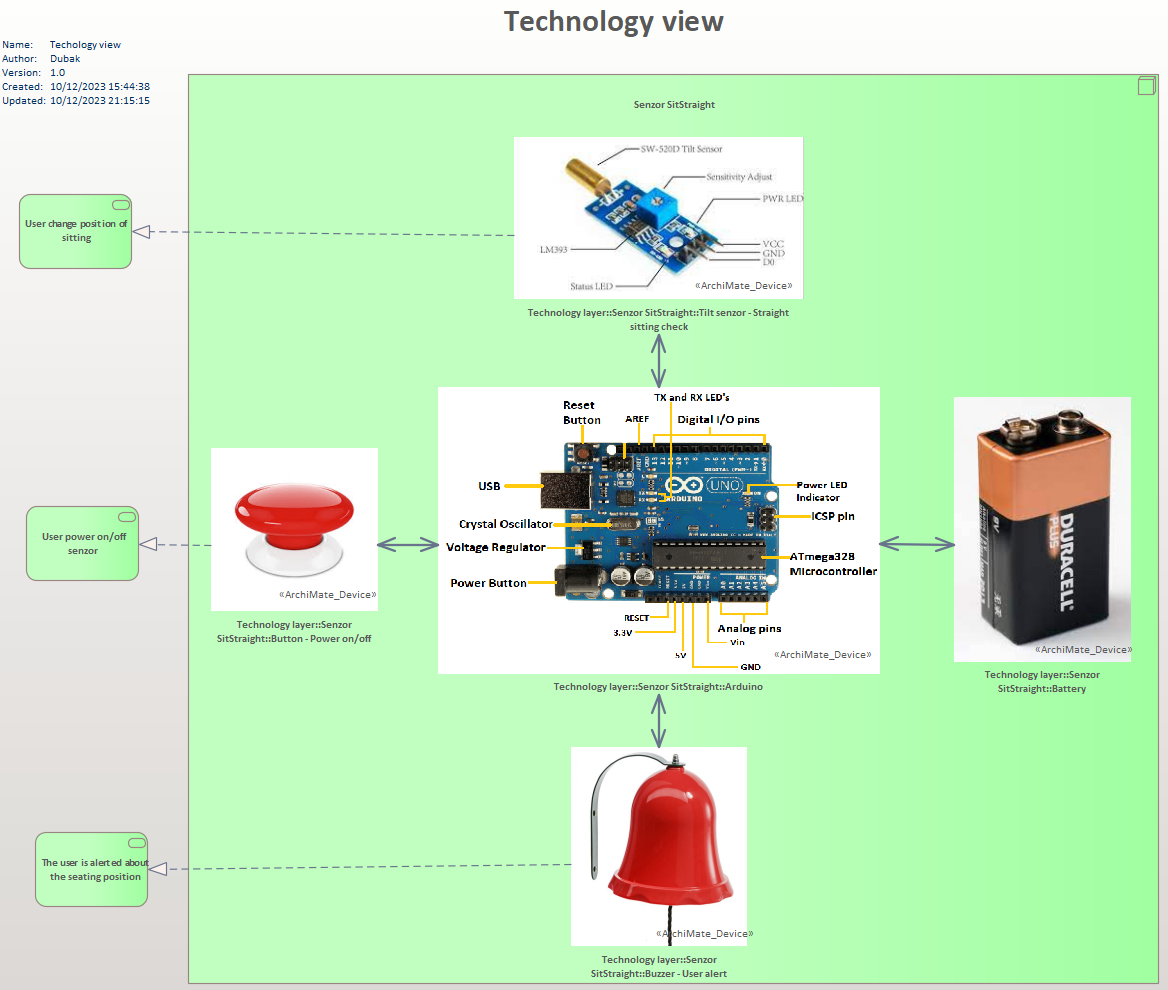 Technology view
Name: Techology view
Author: Dubak
Version: 1.0
Created: 10/12/2023 15:44:38
Updated: 10/12/2023 21:15:15
Senzor SitStraight
SW-520D Tilt Sensor
Sensitivity Adjust
PWR LED
LM393
VCC
GND
D0
Status LED
«ArchiMate_Device»
Technology layer::Senzor SitStraight::Tilt senzor - Straight
sitting check
User change position of
sitting
TX and RX LED's
Reset
Button
AREF
Digital I/O pins
USB
UNO
ARDUINO
Power LED
Indicator
Crystal Oscillator
ICSP pin
Voltage Regulator
ATmega328
Microcontroller
Power Button
RESET
3.3V
5V
GND
Vin
Analog pins
«ArchiMate_Device»
Technology layer::Senzor SitStraight::Arduino
User power on/off
senzor
«ArchiMate_Device»
Technology layer::Senzor
SitStraight::Button - Power on/off
DURACELL
PLUS
9V
«ArchiMate_Device»
Technology layer::Senzor
SitStraight::Battery
The user is alerted about
the seating position
«ArchiMate_Device»
Technology layer::Senzor
SitStraight::Buzzer - User alert